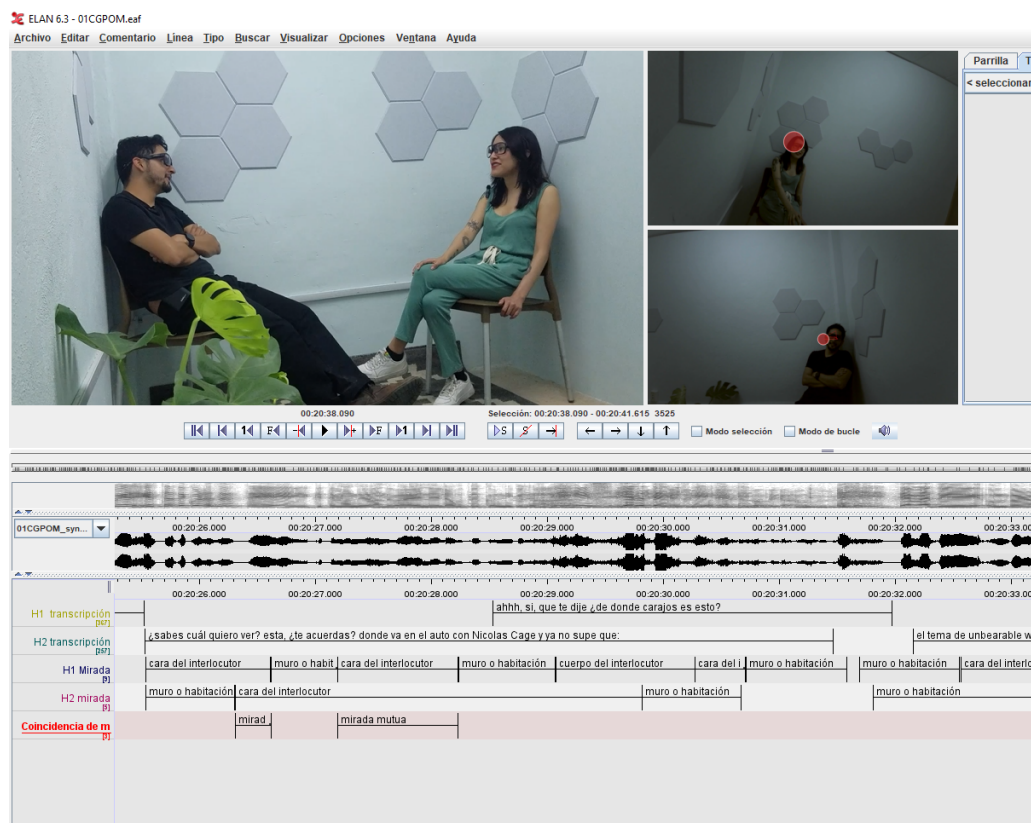 ELAN 6.3 - 01CGPOM.eaf
Archivo Editar Comentario Línea Tipo Buscar Visualizar Opciones Ventana Ayuda
Parrilla T
< seleccionar
00:20:38.090
Selección: 00:20:38.090 - 00:20:41.615 3525
Modo selección Modo de bucle
01CGPOM_syn...
00:20:26.000 00:20:27.000 00:20:28.000 00:20:29.000 00:20:30.000 00:20:31.000 00:20:32.000 00:20:33.00
00:20:26.000 00:20:27.000 00:20:28.000 00:20:29.000 00:20:30.000 00:20:31.000 00:20:32.000 00:20:33.00
H1 transcripción ahhh, si, que te dije ¿de donde carajos es esto?
[367]
H2 transcripción ¿sabes cuál quiero ver? esta, ¿te acuerdas? donde va en el auto con Nicolas Cage y ya no supe que: el tema de unbearable w
[357]
H1 Mirada cara del interlocutor muro o habit. cara del interlocutor muro o habitación cuerpo del interlocutor cara del i. muro o habitación muro o habitación cara del interlo
[9]
H2 mirada muro o habitación cara del interlocutor muro o habitación muro o habitación
[5]
Coincidencia de m mirad. mirada mutua